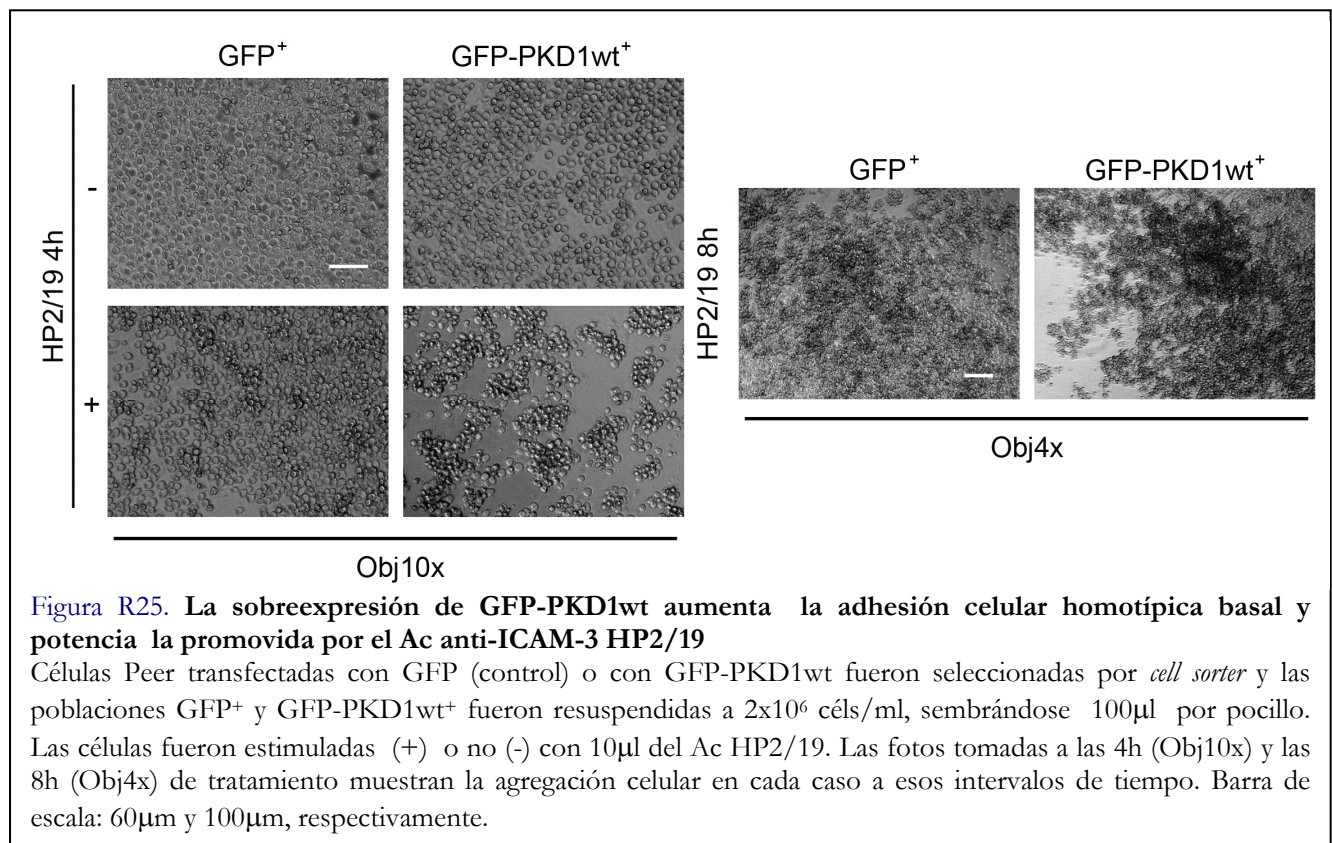 GFP⁺ GFP-PKD1wt⁺
HP2/19 4h
-
+
Obj10x
GFP⁺ GFP-PKD1wt⁺
HP2/19 8h
Obj4x
Figura R25. La sobreexpresión de GFP-PKD1wt aumenta la adhesión celular homotípica basal y
potencia la promovida por el Ac anti-ICAM-3 HP2/19
Células Peer transfectadas con GFP (control) o con GFP-PKD1wt fueron seleccionadas por cell sorter y las
poblaciones GFP⁺ y GFP-PKD1wt⁺ fueron resuspendidas a 2x10⁶ céls/ml, sembrándose 100μl por pocillo.
Las células fueron estimuladas (+) o no (-) con 10μl del Ac HP2/19. Las fotos tomadas a las 4h (Obj10x) y las
8h (Obj4x) de tratamiento muestran la agregación celular en cada caso a esos intervalos de tiempo. Barra de
escala: 60μm y 100μm, respectivamente.